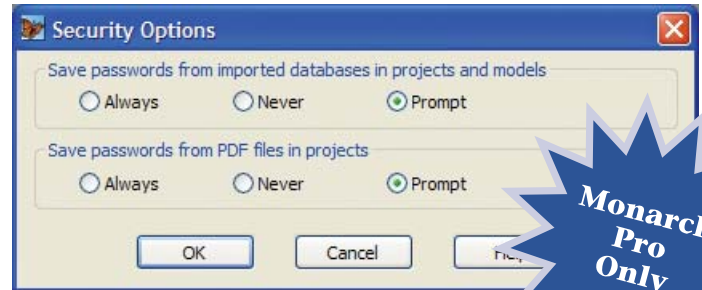 Security Options
Save passwords from imported databases in projects and models
Always Never Prompt
Save passwords from PDF files in projects
Always Never Prompt
OK Cancel
Monarch
Pro
Only